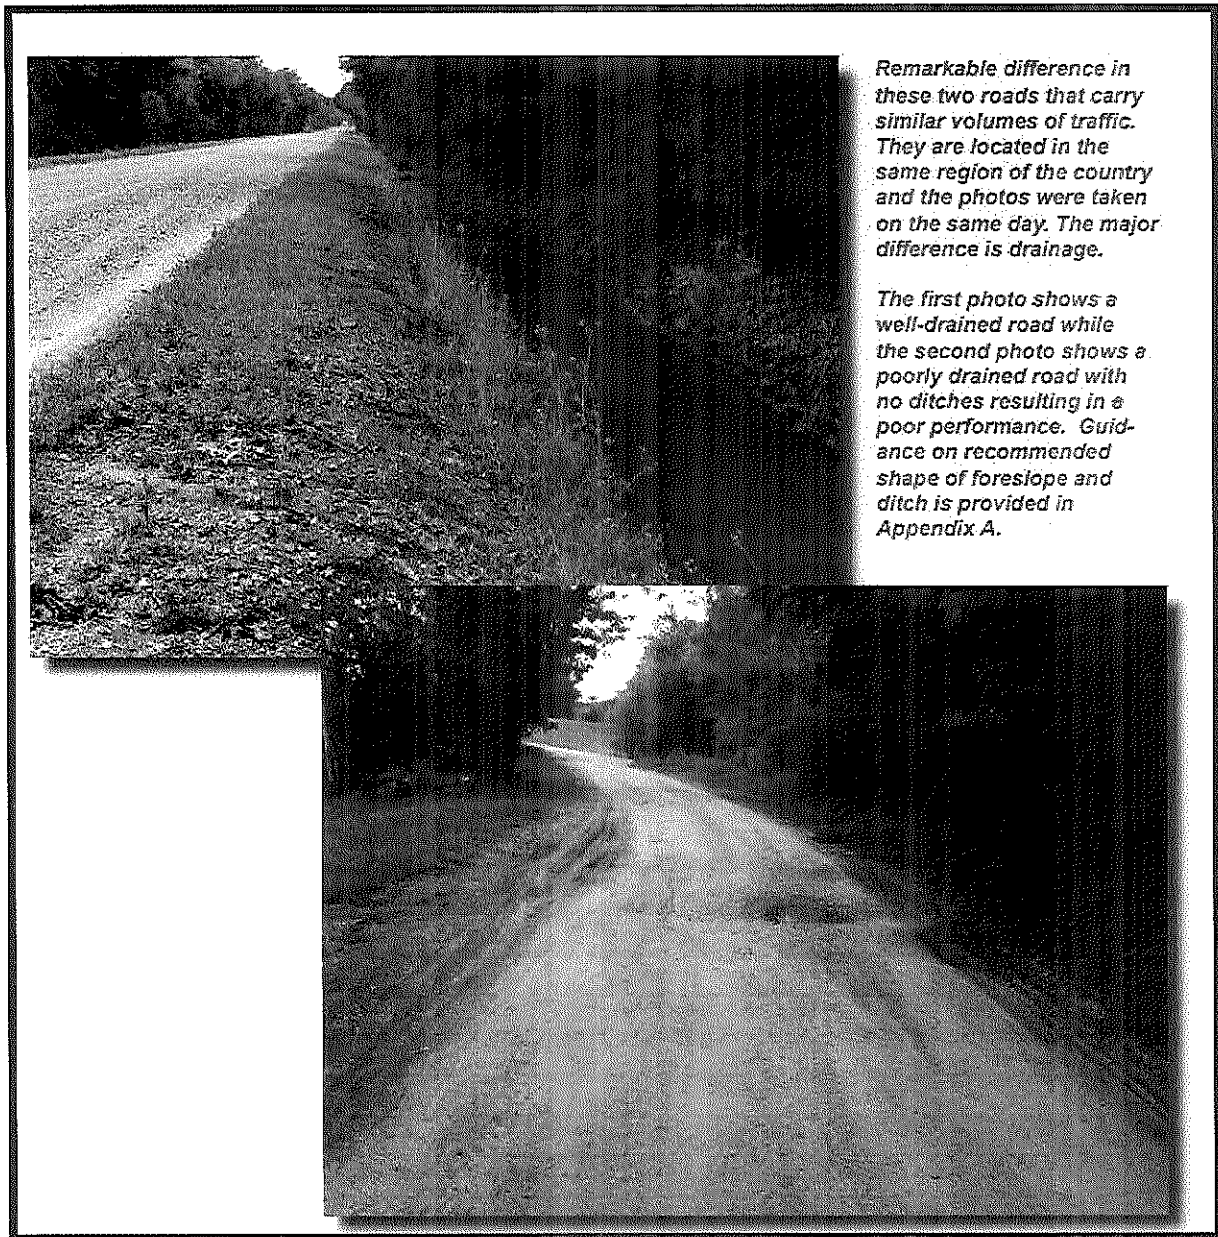 Remarkable difference in
these two roads that carry
similar volumes of traffic.
They are located in the
same region of the country
and the photos were taken
on the same day. The major
difference is drainage.
The first photo shows a
well-drained road while
the second photo shows a
poorly drained road with
no ditches resulting in a
poor performance. Guid-
ance on recommended
shape of foreslope and
ditch is provided in
Appendix A.